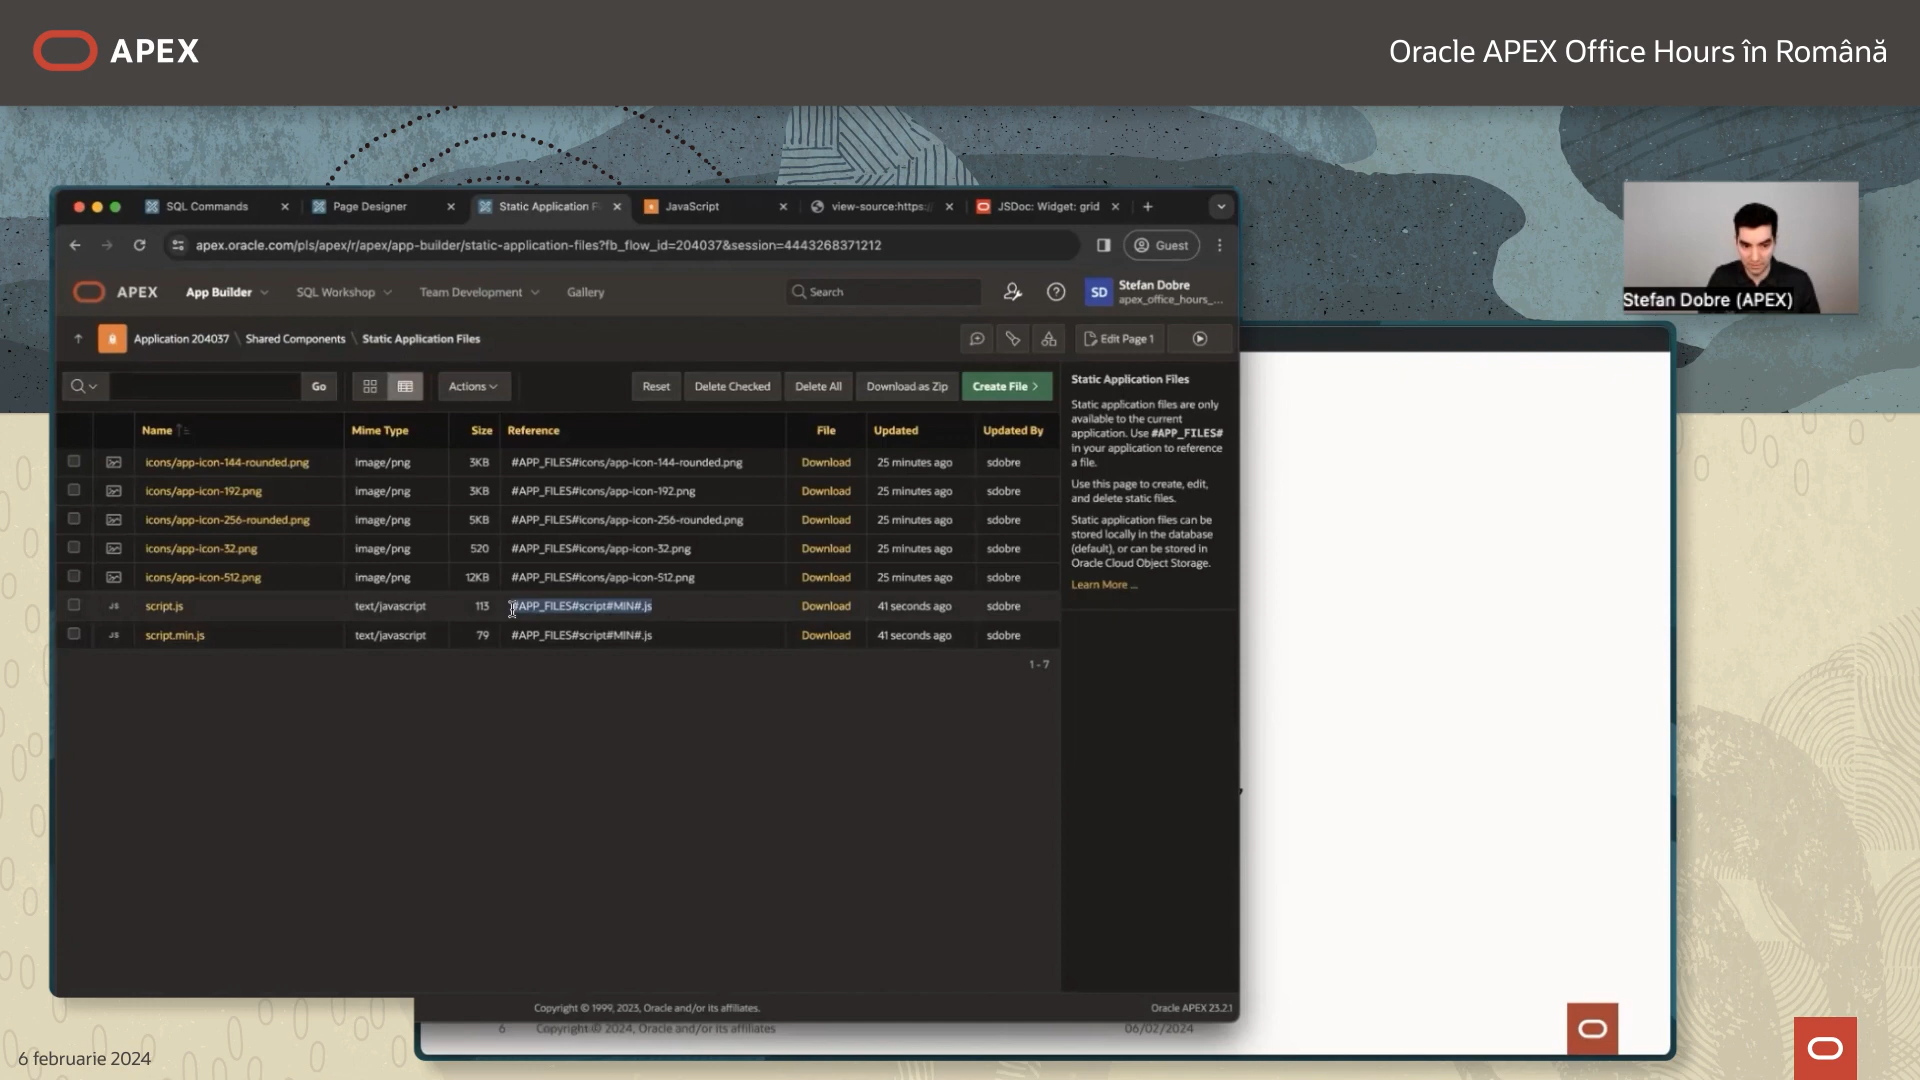 APEX
Oracle APEX Office Hours în Română
SQL Commands
Page Designer
Static Application F
JavaScript
view-source:https:/
JSDoc: Widget: grid
apex.oracle.com/pls/apex/r/apex/app-builder/static-application-files?fb_flow_id=204037&session=4443268371212
Guest
APEX
App Builder
SQL Workshop
Team Development
Gallery
Search
SD
Stefan Dobre
apex_office_hours_...
Stefan Dobre (APEX)
Application 204037 \ Shared Components \ Static Application Files
Edit Page 1
Go
Actions
Reset
Delete Checked
Delete All
Download as Zip
Create File
Name Mime Type Size Reference File Updated Updated By
icons/app-icon-144-rounded.png image/png 3KB #APP_FILES#icons/app-icon-144-rounded.png Download 25 minutes ago sdobre
icons/app-icon-192.png image/png 3KB #APP_FILES#icons/app-icon-192.png Download 25 minutes ago sdobre
icons/app-icon-256-rounded.png image/png 5KB #APP_FILES#icons/app-icon-256-rounded.png Download 25 minutes ago sdobre
icons/app-icon-32.png image/png 520 #APP_FILES#icons/app-icon-32.png Download 25 minutes ago sdobre
icons/app-icon-512.png image/png 12KB #APP_FILES#icons/app-icon-512.png Download 25 minutes ago sdobre
JS script.js text/javascript 113 #APP_FILES#script#MIN#.js Download 41 seconds ago sdobre
JS script.min.js text/javascript 79 #APP_FILES#script#MIN#.js Download 41 seconds ago sdobre
1 - 7
Static Application Files
Static application files are only
available to the current
application. Use #APP_FILES#
in your application to reference
a file.
Use this page to create, edit,
and delete static files.
Static application files can be
stored locally in the database
(default), or can be stored in
Oracle Cloud Object Storage.
Learn More ...
Copyright © 1999, 2023, Oracle and/or its affiliates.
Oracle APEX 23.2.1
6 Copyright © 2024, Oracle and/or its affiliates 06/02/2024
6 februarie 2024